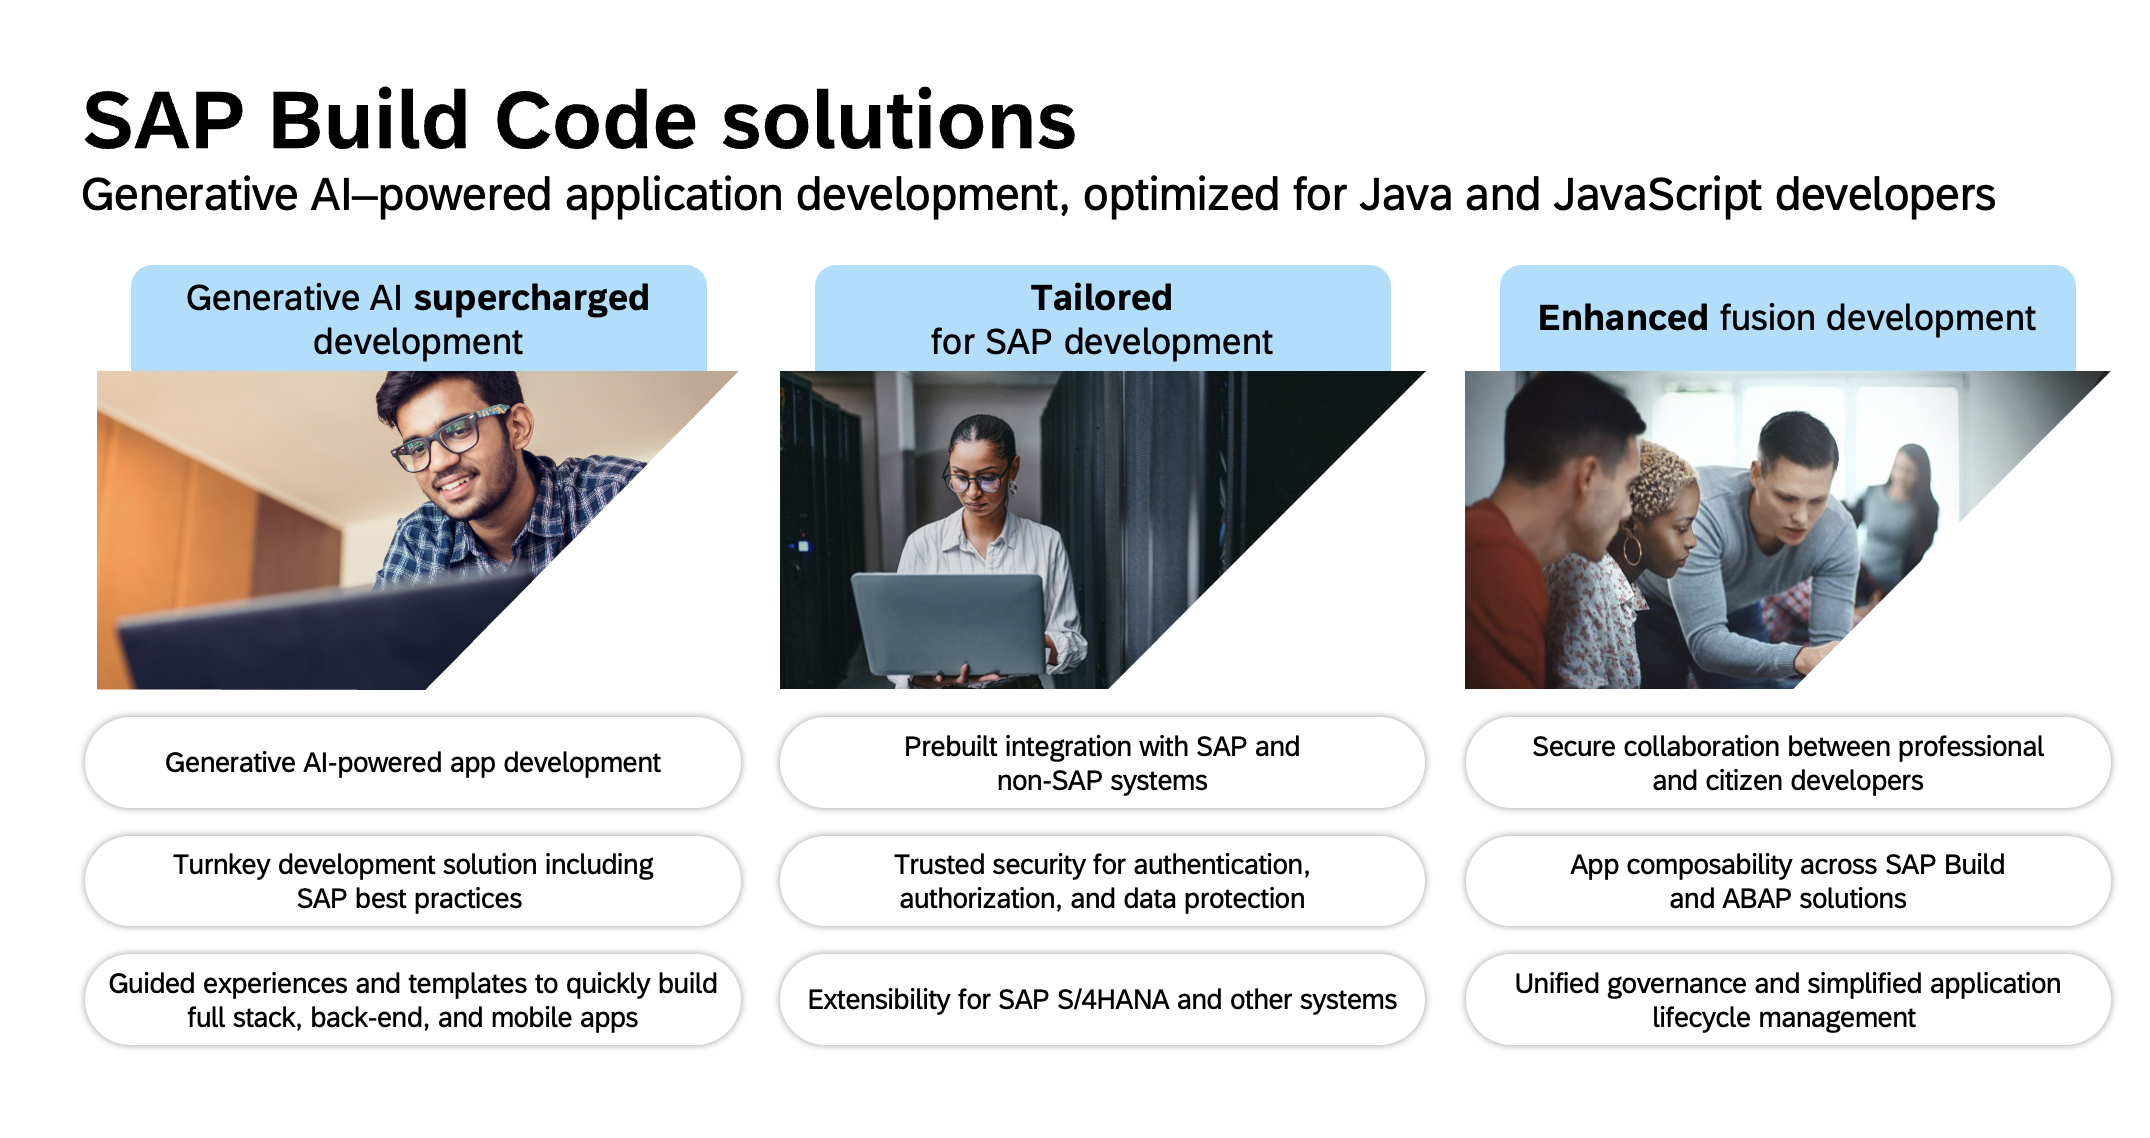 SAP Build Code solutions
Generative AI–powered application development, optimized for Java and JavaScript developers
Generative AI supercharged
development
Generative AI-powered app development
Turnkey development solution including
SAP best practices
Guided experiences and templates to quickly build
full stack, back-end, and mobile apps
Tailored
for SAP development
Prebuilt integration with SAP and
non-SAP systems
Trusted security for authentication,
authorization, and data protection
Extensibility for SAP S/4HANA and other systems
Enhanced fusion development
Secure collaboration between professional
and citizen developers
App composability across SAP Build
and ABAP solutions
Unified governance and simplified application
lifecycle management